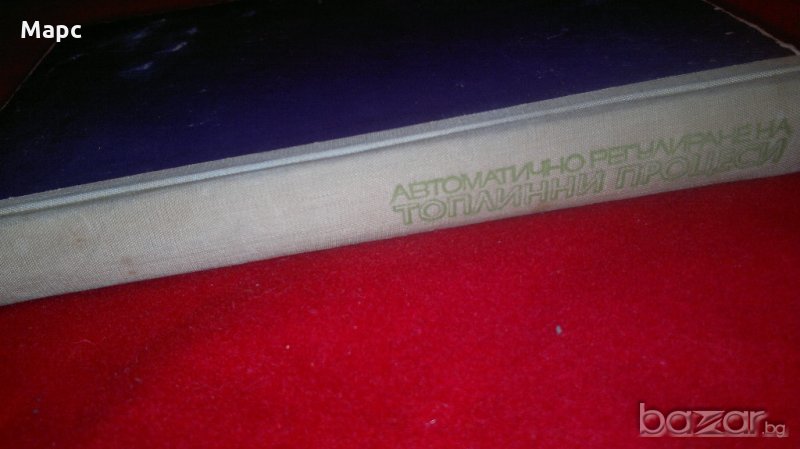 Марс
АВТОМАТИЧНО РЕГУЛИРАНЕ НА
ТОПЛИННИ ПРОЦЕСИ
bazar.bg